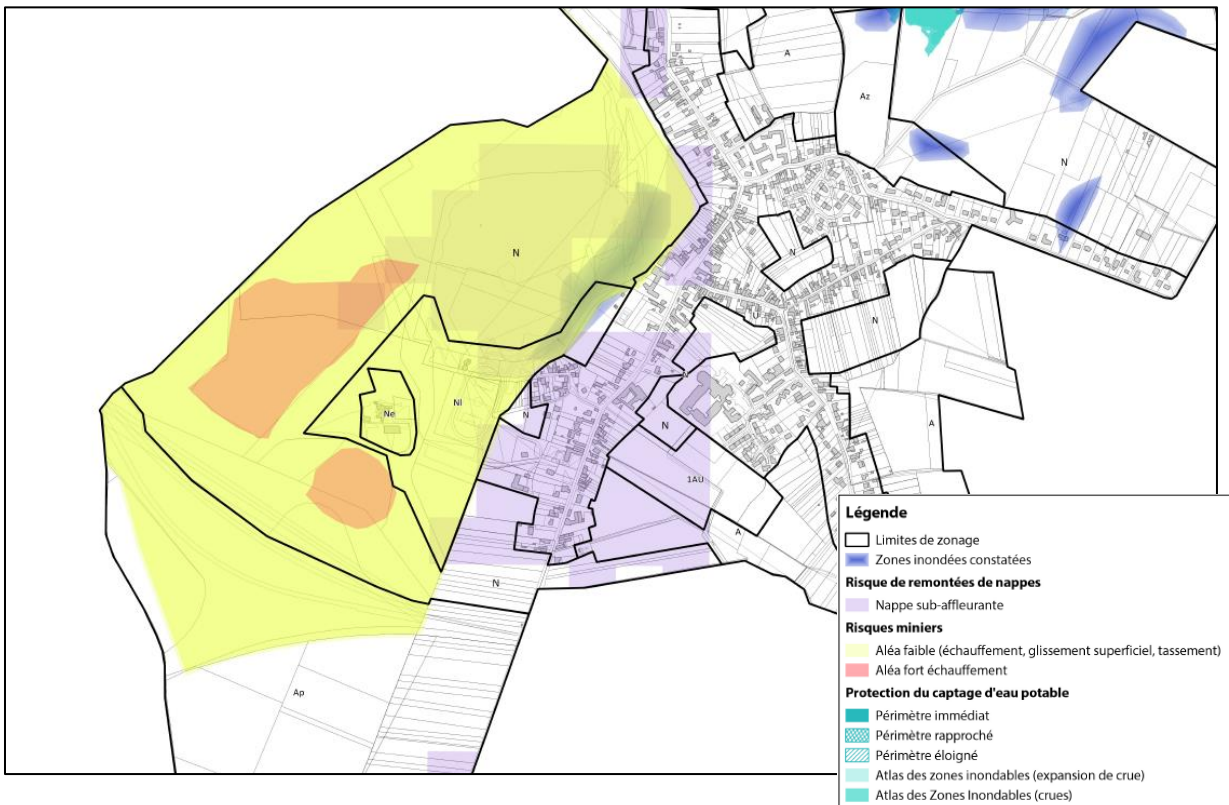 A
Az
N
N
N
U
N
N
Ne
Nl
N
N
1AU
A
A
N
Ap
Légende
Limites de zonage
Zones inondées constatées
Risque de remontées de nappes
Nappe sub-affleurante
Risques miniers
Aléa faible (échauffement, glissement superficiel, tassement)
Aléa fort échauffement
Protection du captage d'eau potable
Périmètre immédiat
Périmètre rapproché
Périmètre éloigné
Atlas des zones inondables (expansion de crue)
Atlas des Zones Inondables (crues)